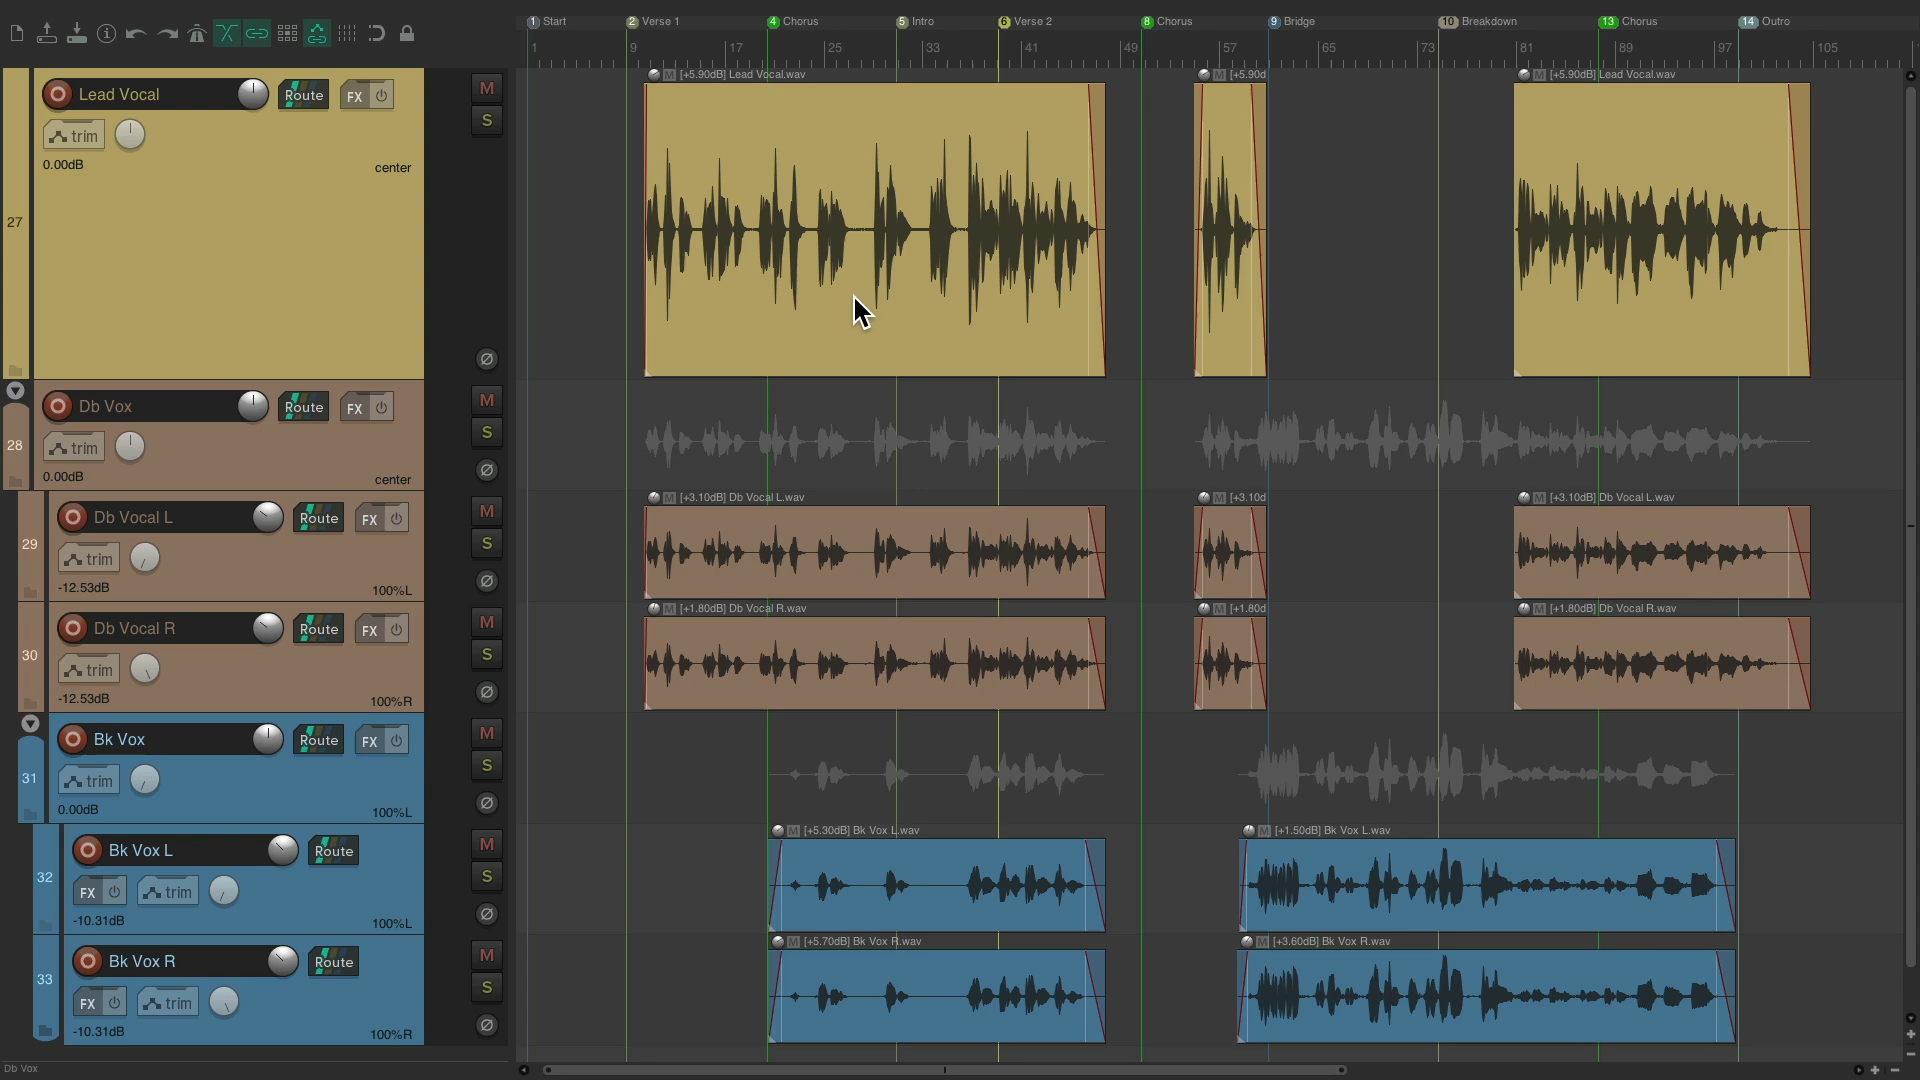 1 Start 2 Verse 1 4 Chorus 5 Intro 6 Verse 2 8 Chorus 9 Bridge 10 Breakdown 13 Chorus 14 Outro
1 9 17 25 33 41 49 57 65 73 81 89 97 105
M [+5.90dB] Lead Vocal.wav M [+5.90d M [+5.90dB] Lead Vocal.wav
Lead Vocal Route FX M
trim S
0.00dB center
27
Db Vox Route FX M
28 trim S
0.00dB center
M [+3.10dB] Db Vocal L.wav M [+3.10d M [+3.10dB] Db Vocal L.wav
Db Vocal L Route FX M
29 trim S
-12.53dB 100%L
M [+1.80dB] Db Vocal R.wav M [+1.80d M [+1.80dB] Db Vocal R.wav
Db Vocal R Route FX M
30 trim S
-12.53dB 100%R
Bk Vox Route FX M
31 trim S
0.00dB 100%L
M [+5.30dB] Bk Vox L.wav M [+1.50dB] Bk Vox L.wav
Bk Vox L Route M
32 FX trim S
-10.31dB 100%L
M [+5.70dB] Bk Vox R.wav M [+3.60dB] Bk Vox R.wav
Bk Vox R Route M
33 FX trim S
-10.31dB 100%R
Db Vox